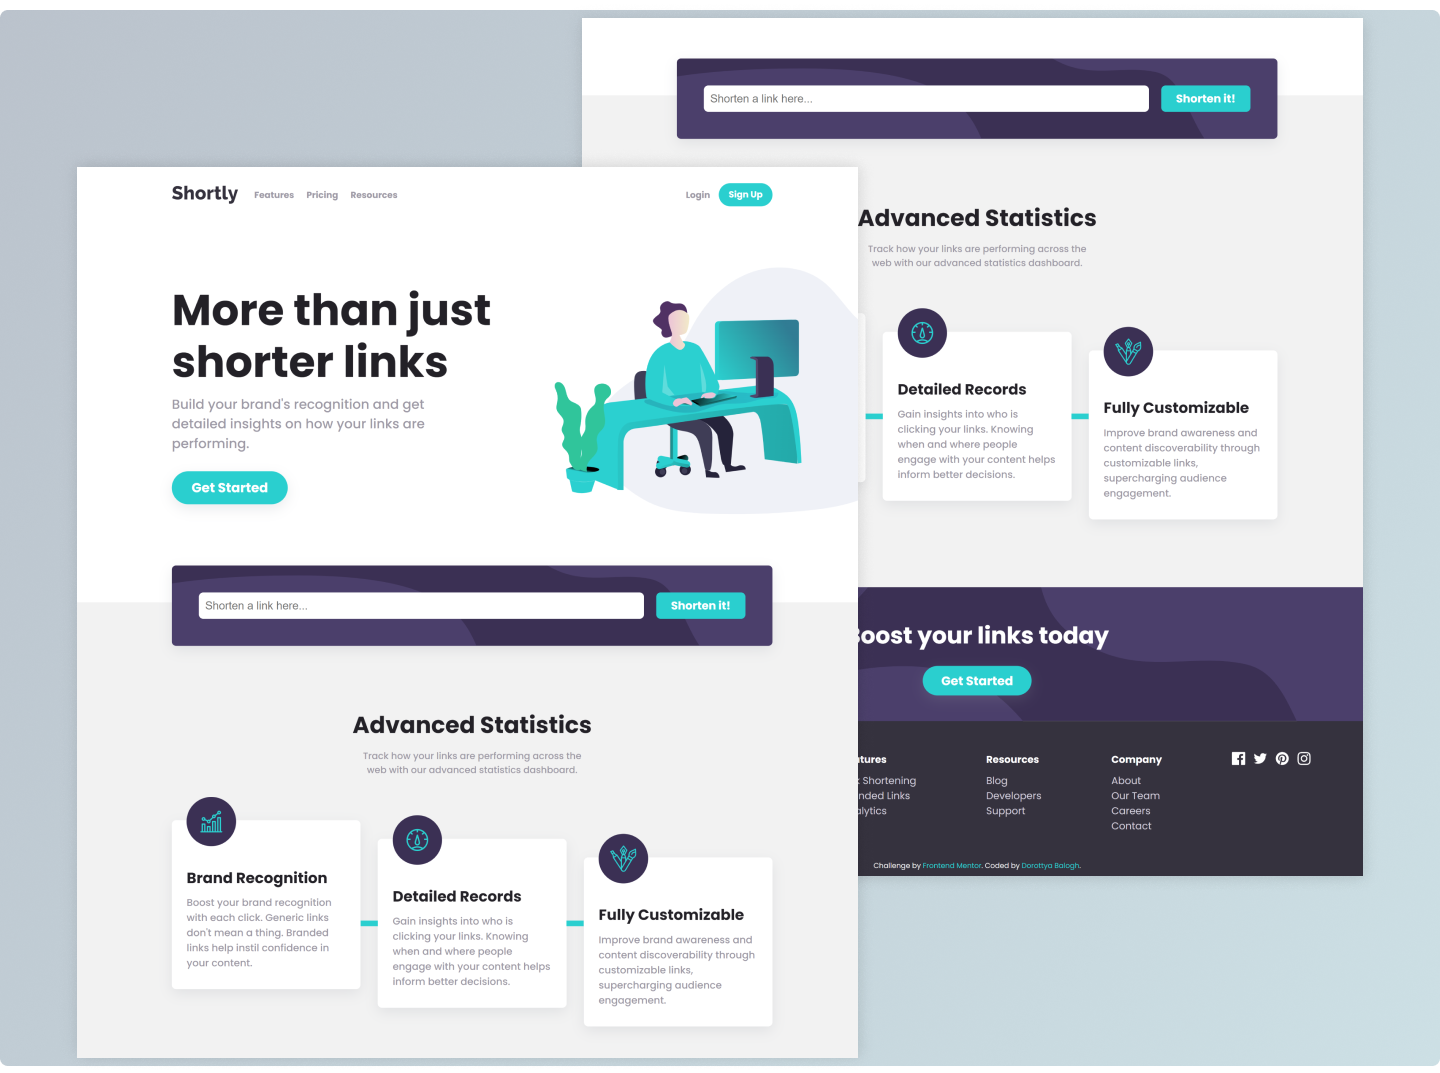 Shorten a link here...
Shorten it!
Advanced Statistics
Track how your links are performing across the
web with our advanced statistics dashboard.
Detailed Records
Gain insights into who is
clicking your links. Knowing
when and where people
engage with your content helps
inform better decisions.
Fully Customizable
Improve brand awareness and
content discoverability through
customizable links,
supercharging audience
engagement.
Boost your links today
Get Started
Shortening
Links
Resources
Blog
Developers
Support
Company
About
Our Team
Careers
Contact
Challenge by Frontend Mentor. Coded by Dorottya Balogh.
Shortly
Features
Pricing
Resources
Login
Sign Up
More than just
shorter links
Build your brand's recognition and get
detailed insights on how your links are
performing.
Get Started
Shorten a link here...
Shorten it!
Advanced Statistics
Track how your links are performing across the
web with our advanced statistics dashboard.
Brand Recognition
Boost your brand recognition
with each click. Generic links
don't mean a thing. Branded
links help instil confidence in
your content.
Detailed Records
Gain insights into who is
clicking your links. Knowing
when and where people
engage with your content helps
inform better decisions.
Fully Customizable
Improve brand awareness and
content discoverability through
customizable links,
supercharging audience
engagement.